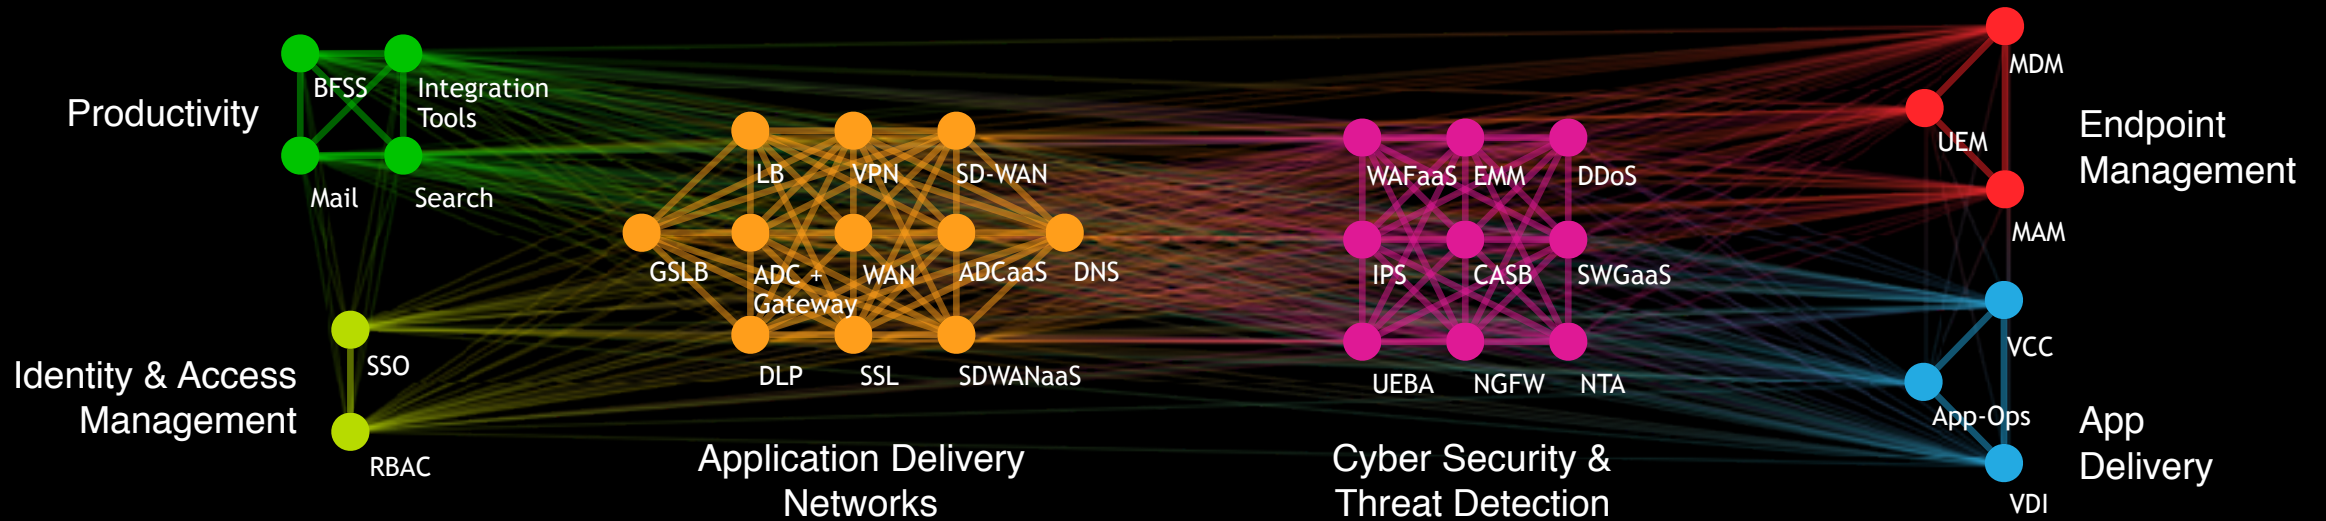 Productivity
BFSS
Integration
Tools
Mail
Search
Identity & Access
Management
SSO
RBAC
LB
VPN
SD-WAN
GSLB
ADC +
Gateway
WAN
ADCaaS
DNS
DLP
SSL
SDWANaaS
Application Delivery
Networks
WAFaaS
EMM
DDoS
IPS
CASB
SWGaaS
UEBA
NGFW
NTA
Cyber Security &
Threat Detection
MDM
UEM
MAM
Endpoint
Management
VCC
App-Ops
VDI
App
Delivery